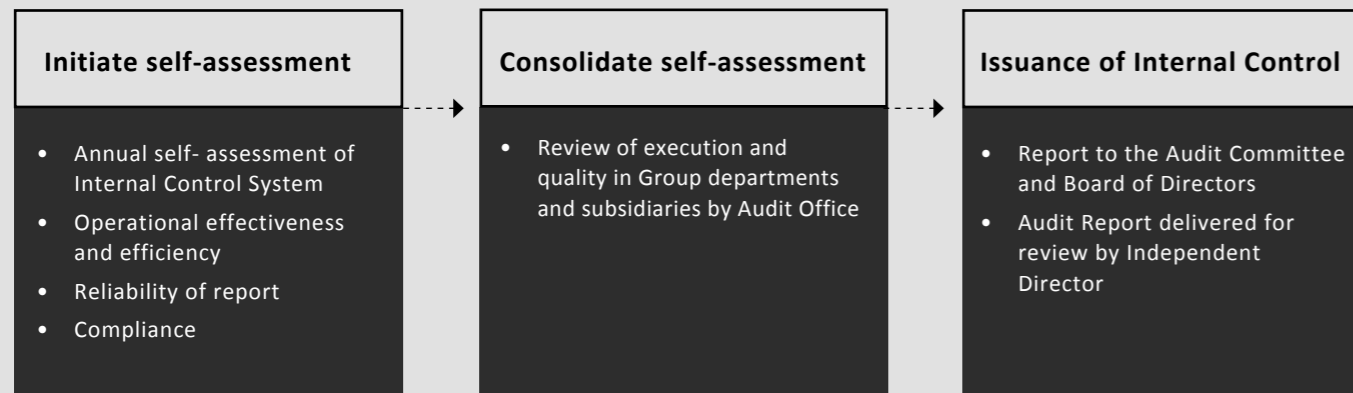 Initiate self-assessment
• Annual self- assessment of
Internal Control System
• Operational effectiveness
and efficiency
• Reliability of report
• Compliance
Consolidate self-assessment
• Review of execution and
quality in Group departments
and subsidiaries by Audit Office
Issuance of Internal Control
• Report to the Audit Committee
and Board of Directors
• Audit Report delivered for
review by Independent
Director